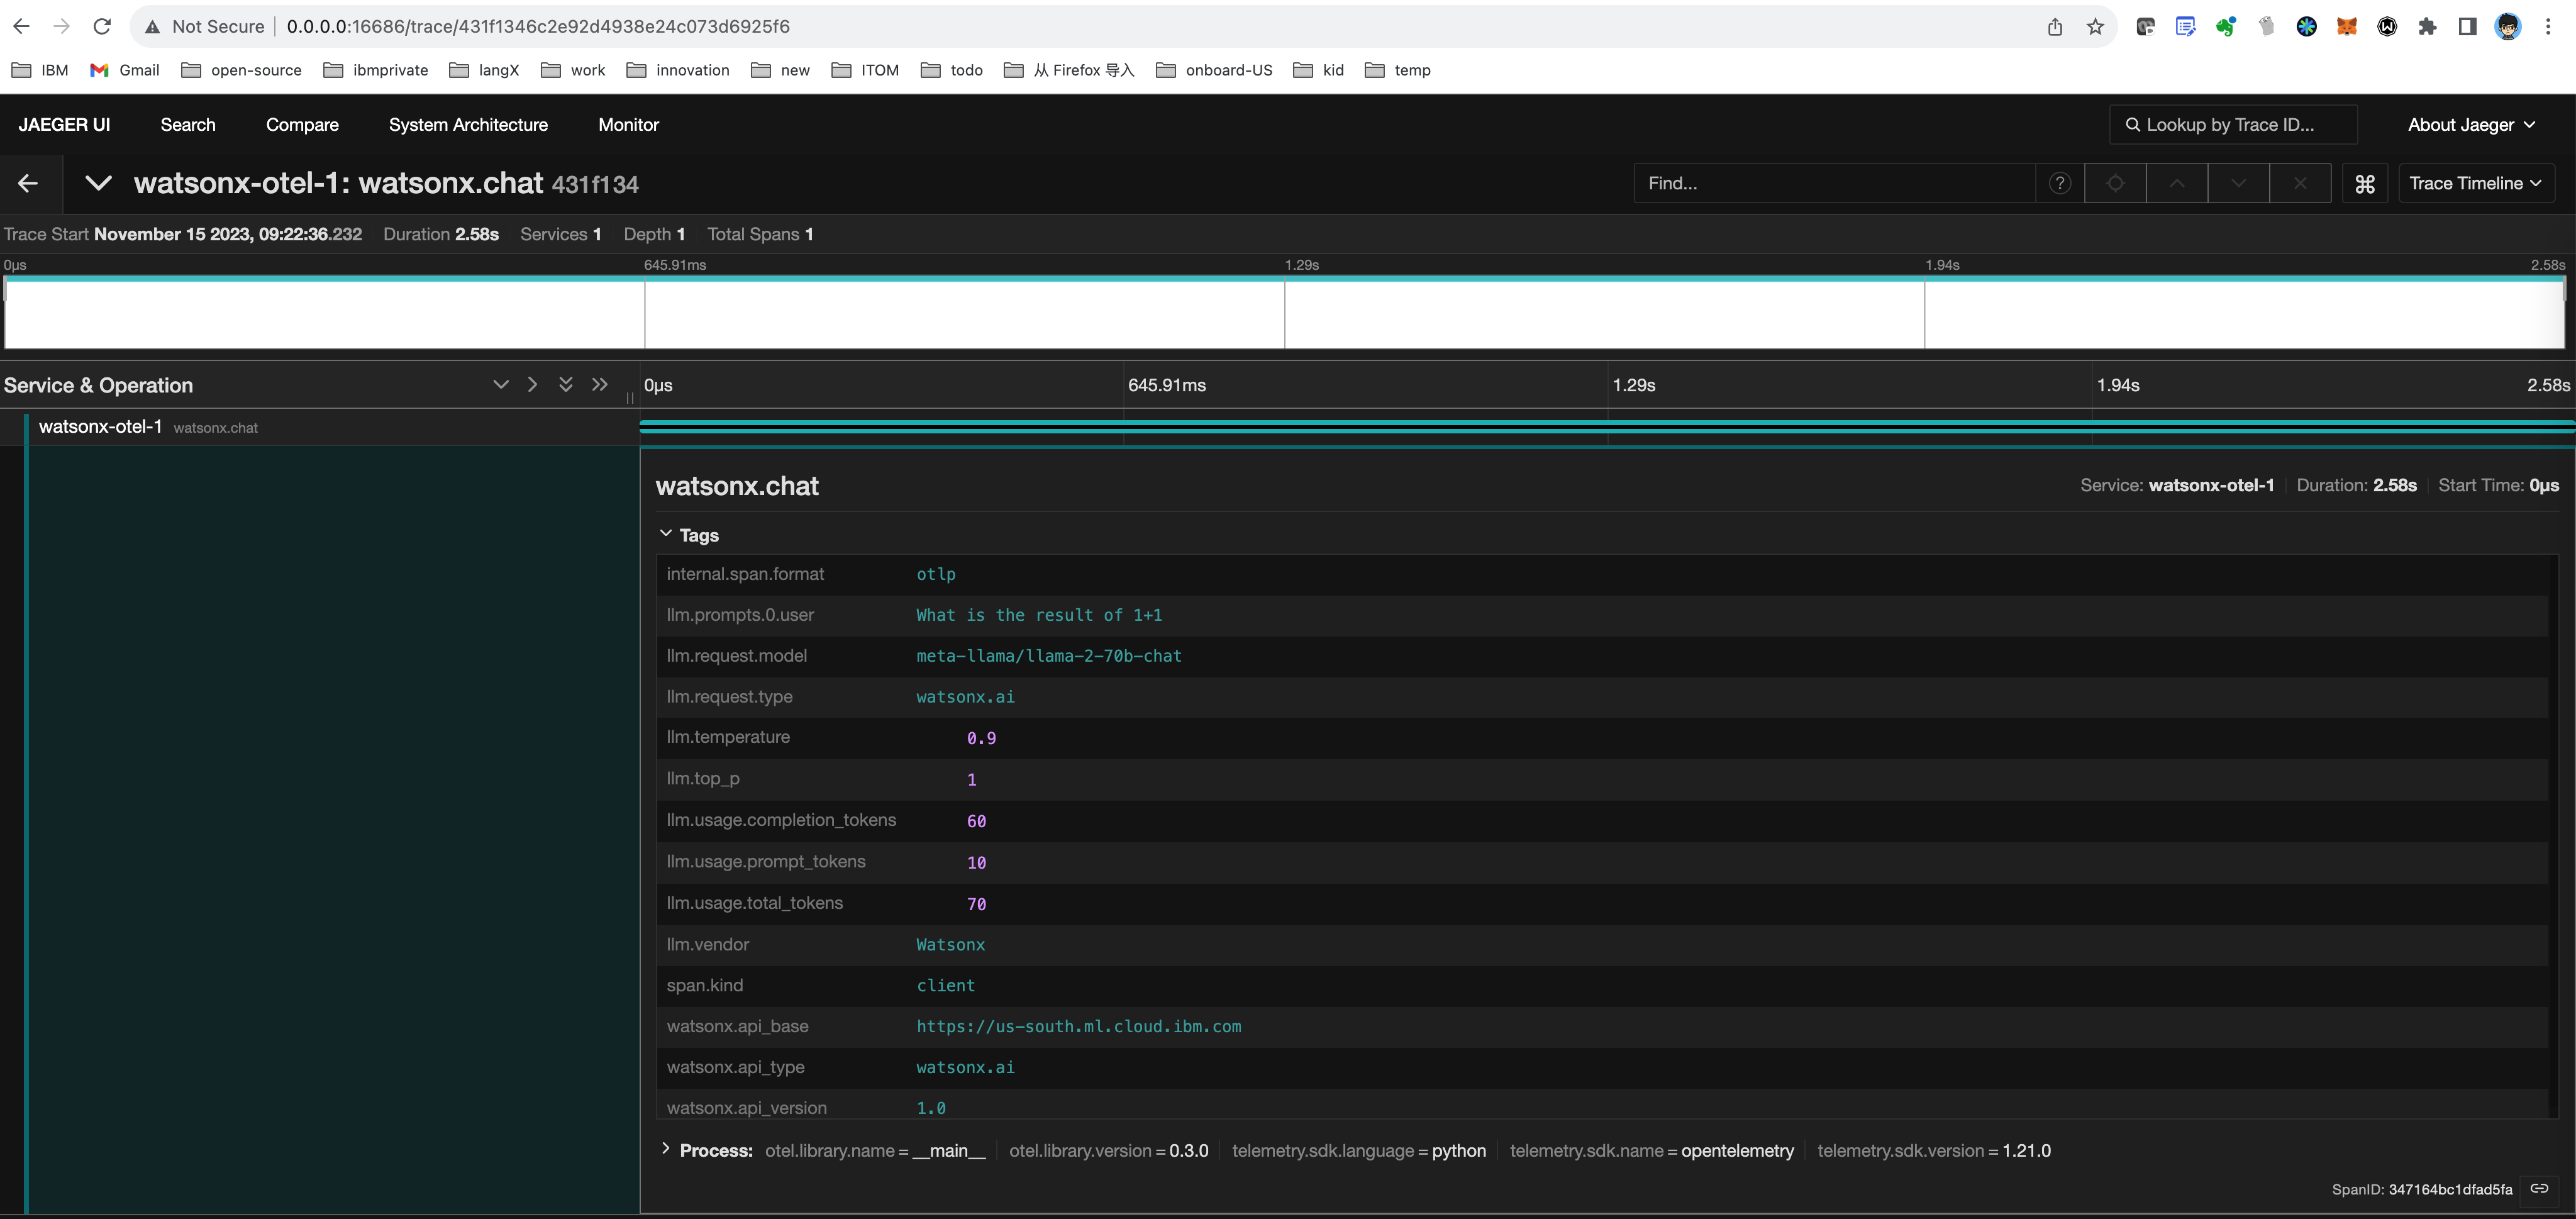 Not Secure 0.0.0.0:16686/trace/431f1346c2e92d4938e24c073d6925f6
IBM Gmail open-source ibmprivate langX work innovation new ITOM todo 从 Firefox 导入 onboard-US kid temp
JAEGER UI Search Compare System Architecture Monitor Lookup by Trace ID... About Jaeger
watsonx-otel-1: watsonx.chat 431f134 Find... Trace Timeline
Trace Start November 15 2023, 09:22:36.232 Duration 2.58s Services 1 Depth 1 Total Spans 1
0μs 645.91ms 1.29s 1.94s 2.58s
Service & Operation 0μs 645.91ms 1.29s 1.94s 2.58s
watsonx-otel-1 watsonx.chat
watsonx.chat Service: watsonx-otel-1 Duration: 2.58s Start Time: 0μs
Tags
internal.span.format otlp
llm.prompts.0.user What is the result of 1+1
llm.request.model meta-llama/llama-2-70b-chat
llm.request.type watsonx.ai
llm.temperature 0.9
llm.top_p 1
llm.usage.completion_tokens 60
llm.usage.prompt_tokens 10
llm.usage.total_tokens 70
llm.vendor Watsonx
span.kind client
watsonx.api_base https://us-south.ml.cloud.ibm.com
watsonx.api_type watsonx.ai
watsonx.api_version 1.0
Process: otel.library.name = __main__ otel.library.version = 0.3.0 telemetry.sdk.language = python telemetry.sdk.name = opentelemetry telemetry.sdk.version = 1.21.0
SpanID: 347164bc1dfad5fa